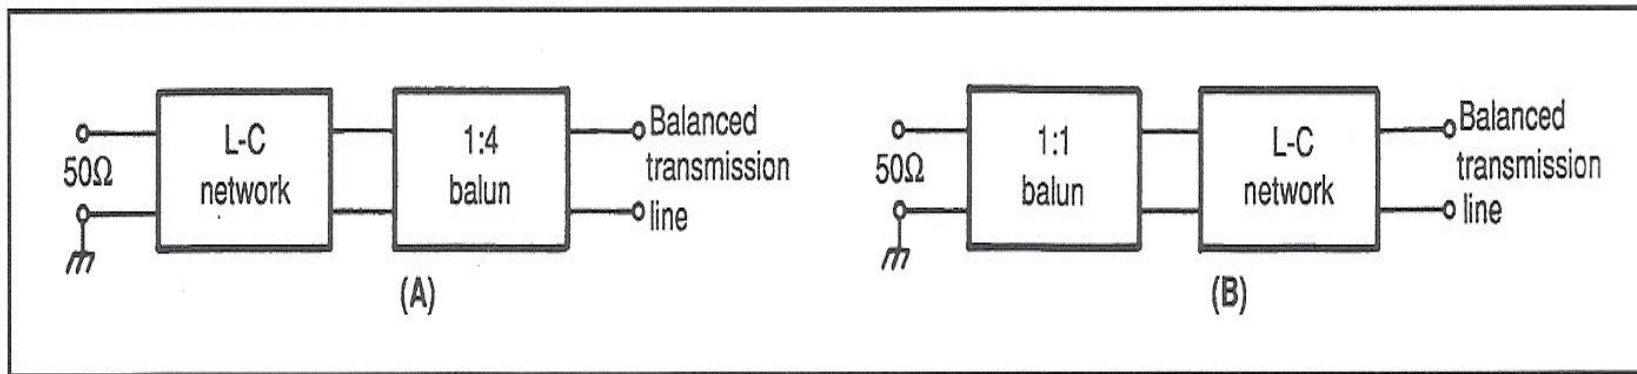 50Ω
L-C
network
1:4
balun
Balanced
transmission
line
(A)
50Ω
1:1
balun
L-C
network
Balanced
transmission
line
(B)